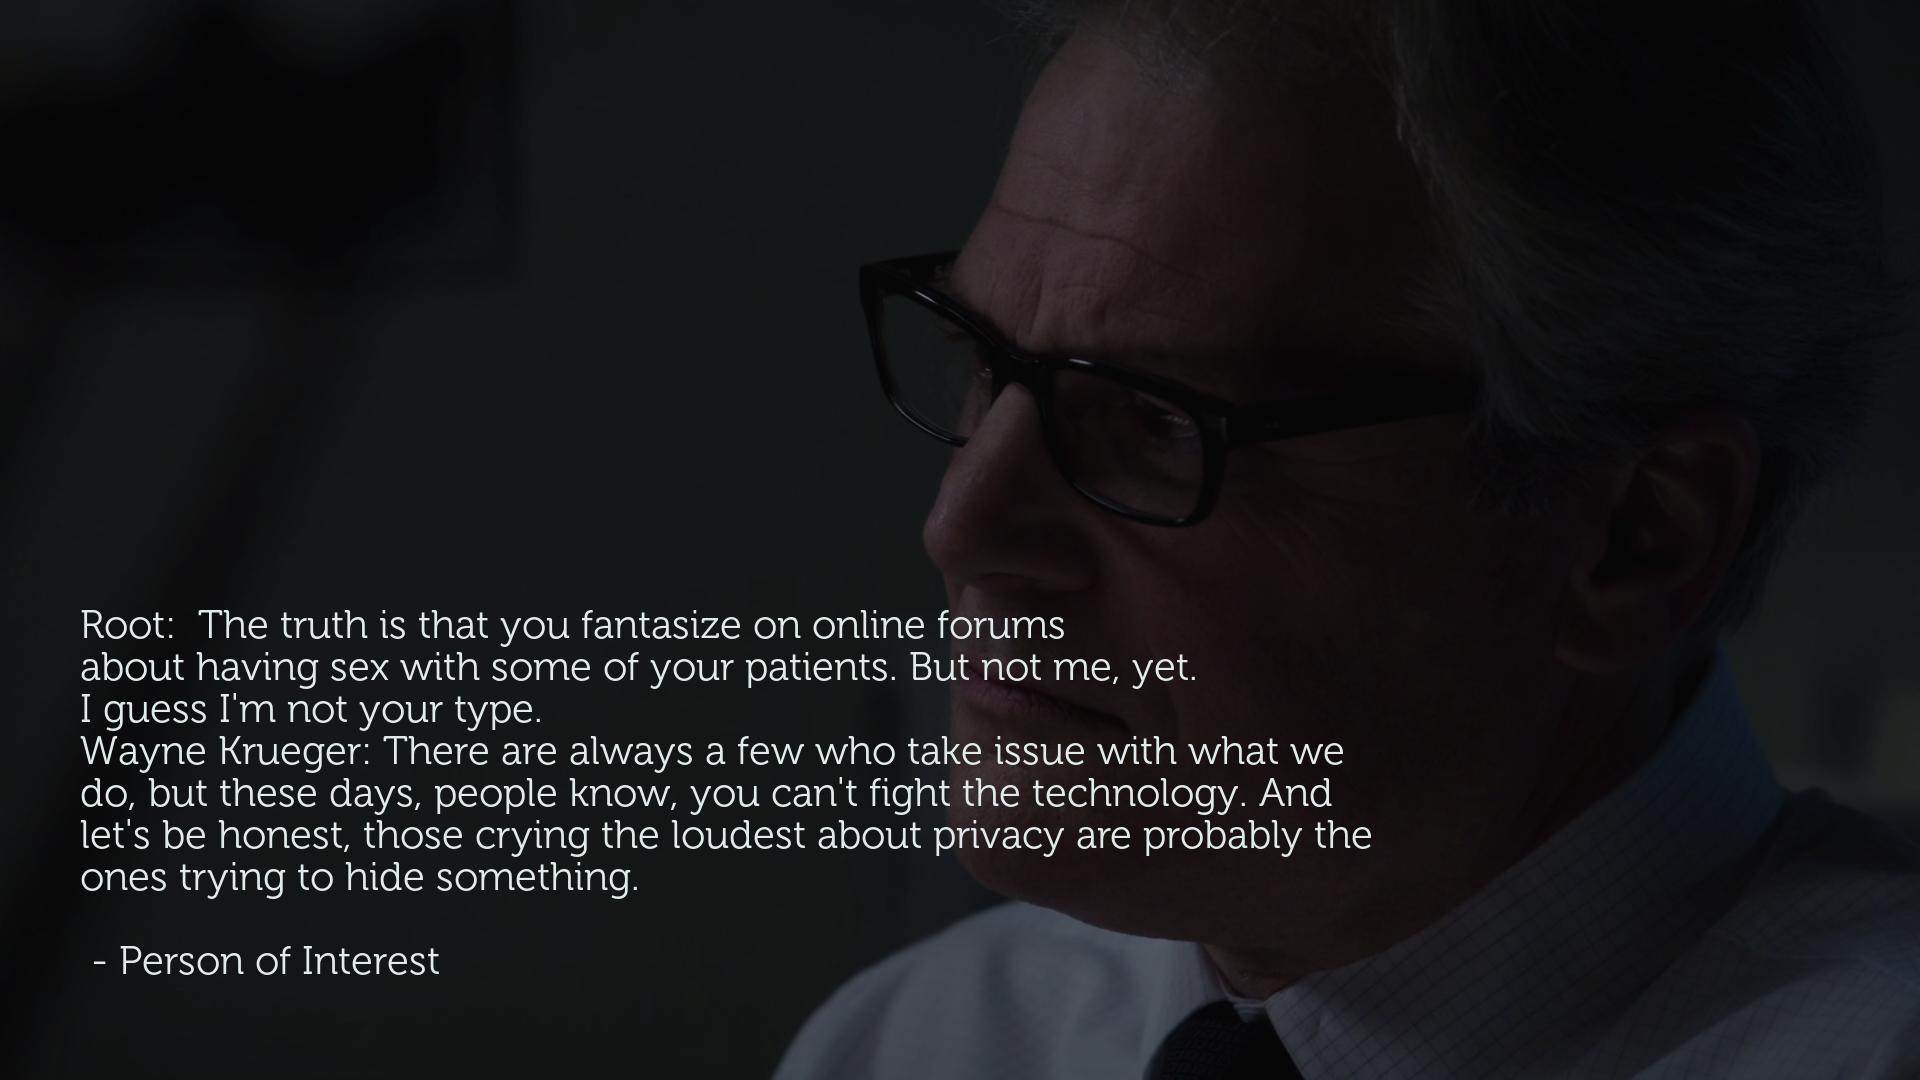 Root:  The truth is that you fantasize on online forums
about having sex with some of your patients. But not me, yet.
I guess I'm not your type.
Wayne Krueger: There are always a few who take issue with what we
do, but these days, people know, you can't fight the technology. And
let's be honest, those crying the loudest about privacy are probably the
ones trying to hide something.
- Person of Interest